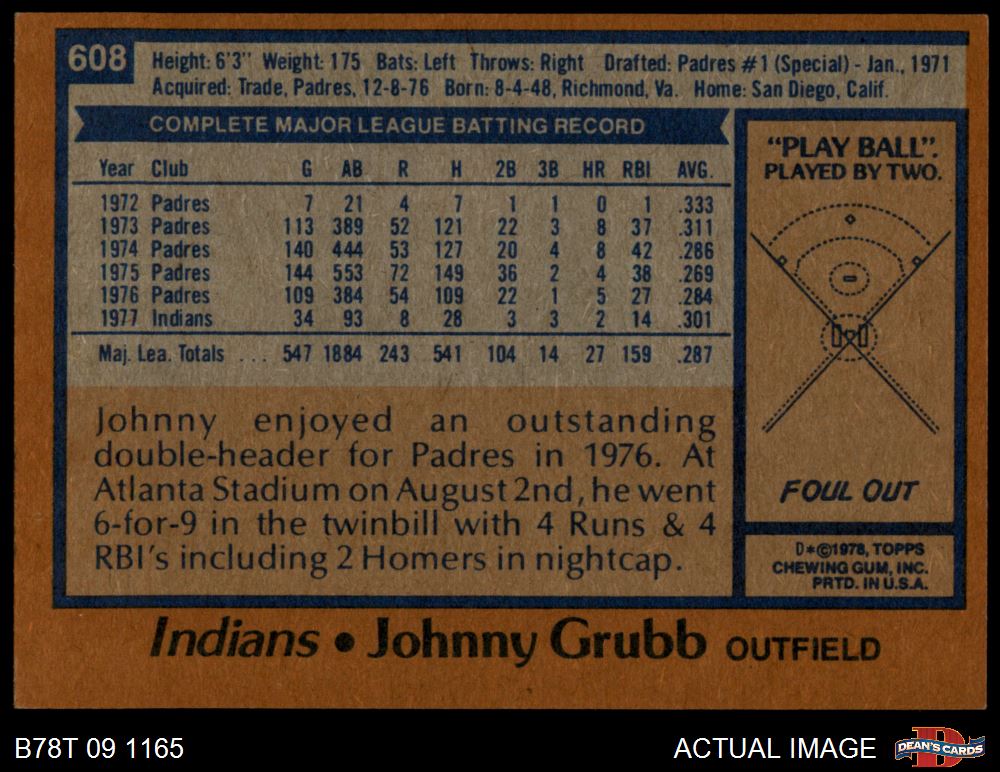 608
Height: 6'3" Weight: 175 Bats: Left Throws: Right Drafted: Padres #1 (Special) - Jan., 1971
Acquired: Trade, Padres, 12-8-76 Born: 8-4-48, Richmond, Va. Home: San Diego, Calif.
COMPLETE MAJOR LEAGUE BATTING RECORD
Year Club G AB R H 2B 3B HR RBI AVG.
1972 Padres 7 21 4 7 1 1 0 1 .333
1973 Padres 113 389 52 121 22 3 8 37 .311
1974 Padres 140 444 53 127 20 4 8 42 .286
1975 Padres 144 553 72 149 36 2 4 38 .269
1976 Padres 109 384 54 109 22 1 5 27 .284
1977 Indians 34 93 8 28 3 3 2 14 .301
Maj. Lea. Totals ... 547 1884 243 541 104 14 27 159 .287
Johnny enjoyed an outstanding
double-header for Padres in 1976. At
Atlanta Stadium on August 2nd, he went
6-for-9 in the twinbill with 4 Runs & 4
RBI's including 2 Homers in nightcap.
"PLAY BALL".
PLAYED BY TWO.
FOUL OUT
D*©1978, TOPPS
CHEWING GUM, INC.
PRTD. IN U.S.A.
Indians • Johnny Grubb OUTFIELD
B78T 09 1165
ACTUAL IMAGE
D
DEAN'S CARDS